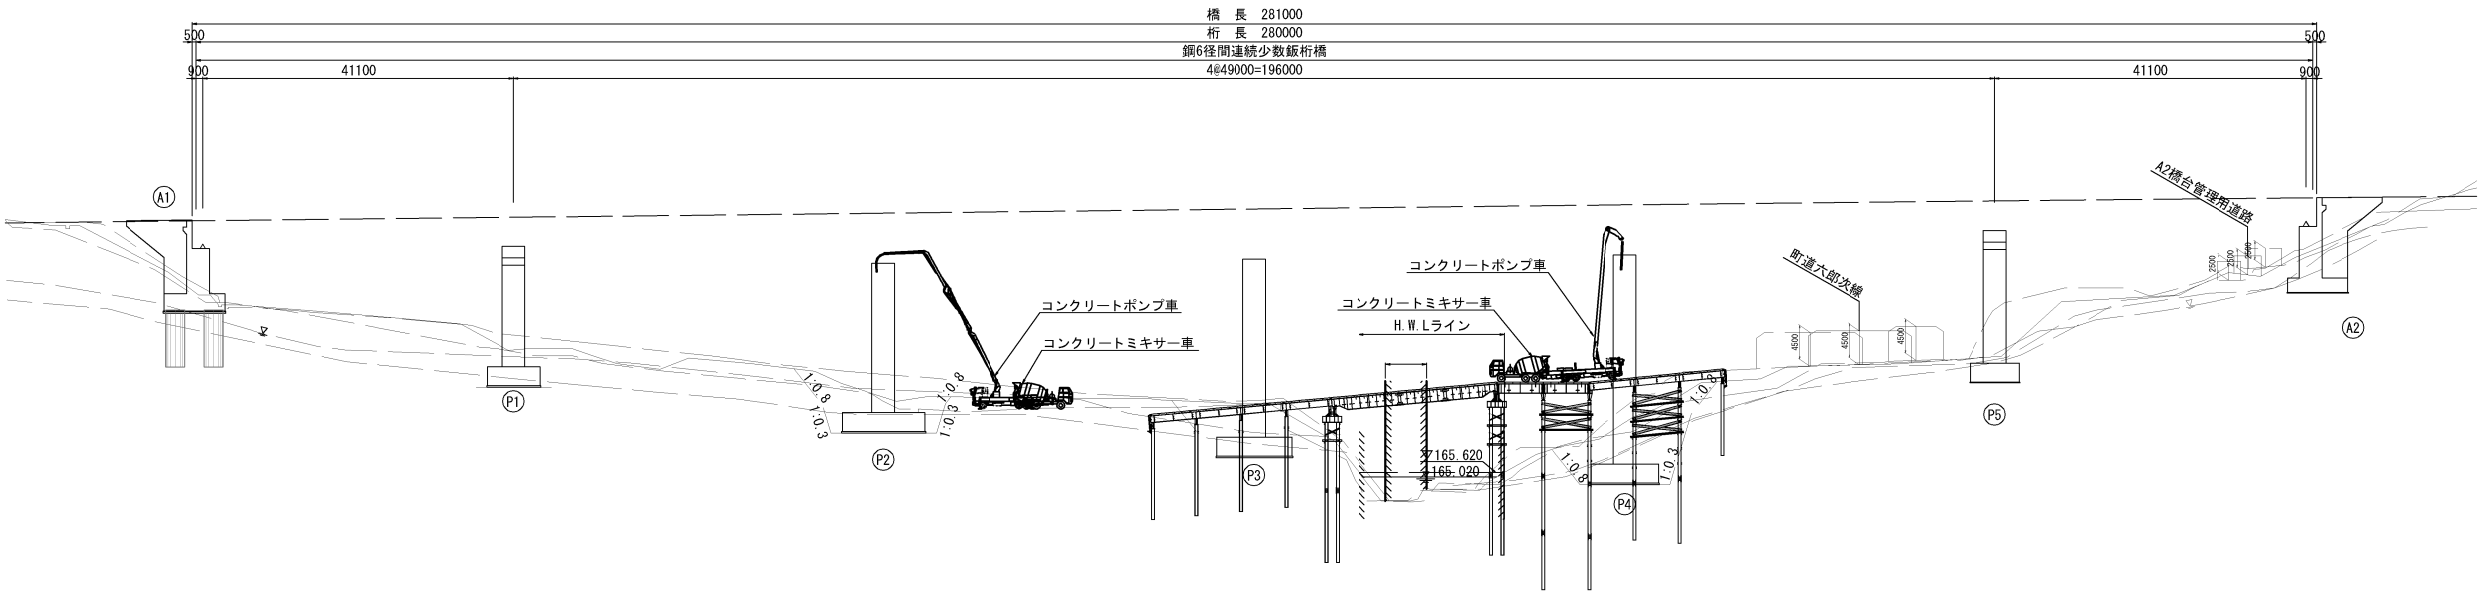 橋 長 281000
500
桁 長 280000
500
鋼6径間連続少数鈑桁橋
900
41100
4@49000=196000
41100
900
A1
A2橋台管理用道路
コンクリートポンプ車
町道六郎次線
2500
2500
2500
コンクリートポンプ車
コンクリートミキサー車
H.W.Lライン
コンクリートミキサー車
4500
4500
4500
A2
1:0.8
1:0.8
1:0.8
P1
1:0.3
1:0.3
P5
P2
▽165.620
165.020
1:0.8
1:0.3
P3
P4